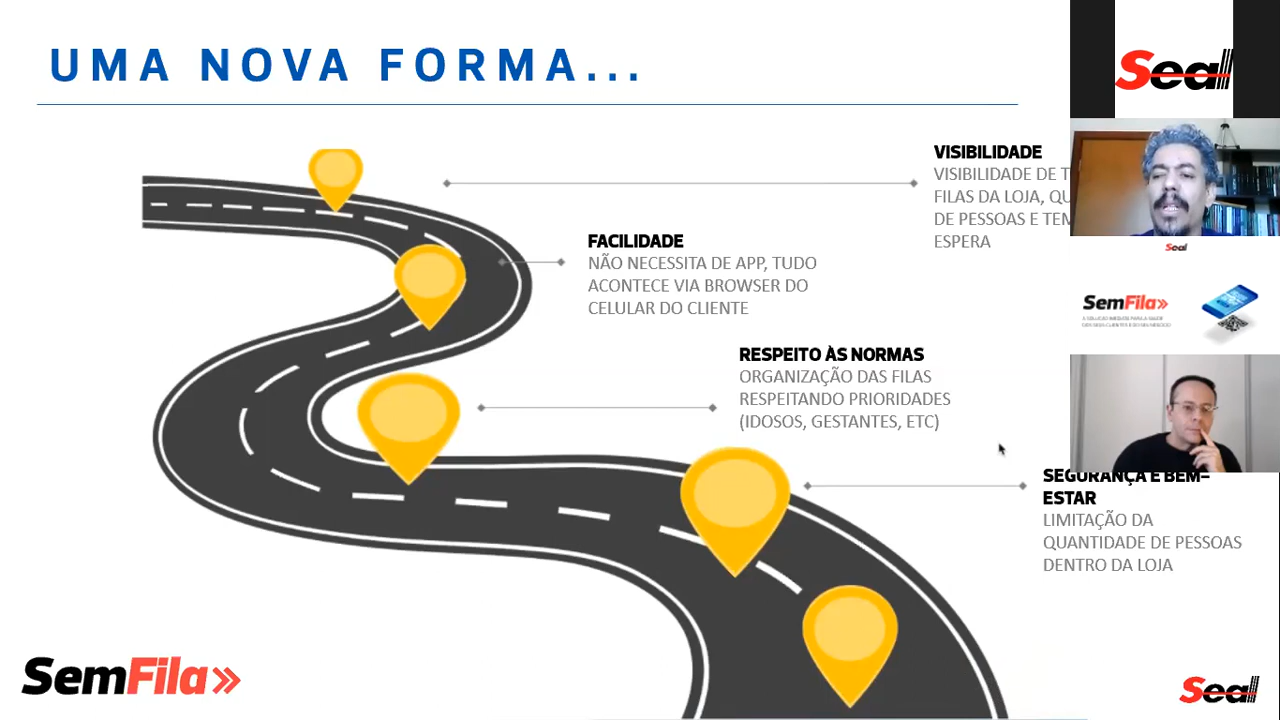 UMA NOVA FORMA...
Seal
VISIBILIDADE
VISIBILIDADE DE
FILAS DA LOJA,
DE PESSOAS E
ESPERA
FACILIDADE
NÃO NECESSITA DE APP, TUDO
ACONTECE VIA BROWSER DO
CELULAR DO CLIENTE
Seal
SemFila»
RESPEITO ÀS NORMAS
ORGANIZAÇÃO DAS FILAS
RESPEITANDO PRIORIDADES
(IDOSOS, GESTANTES, ETC)
SEGURANÇA E BEM-
ESTAR
LIMITAÇÃO DA
QUANTIDADE DE PESSOAS
DENTRO DA LOJA
SemFila»
Seal